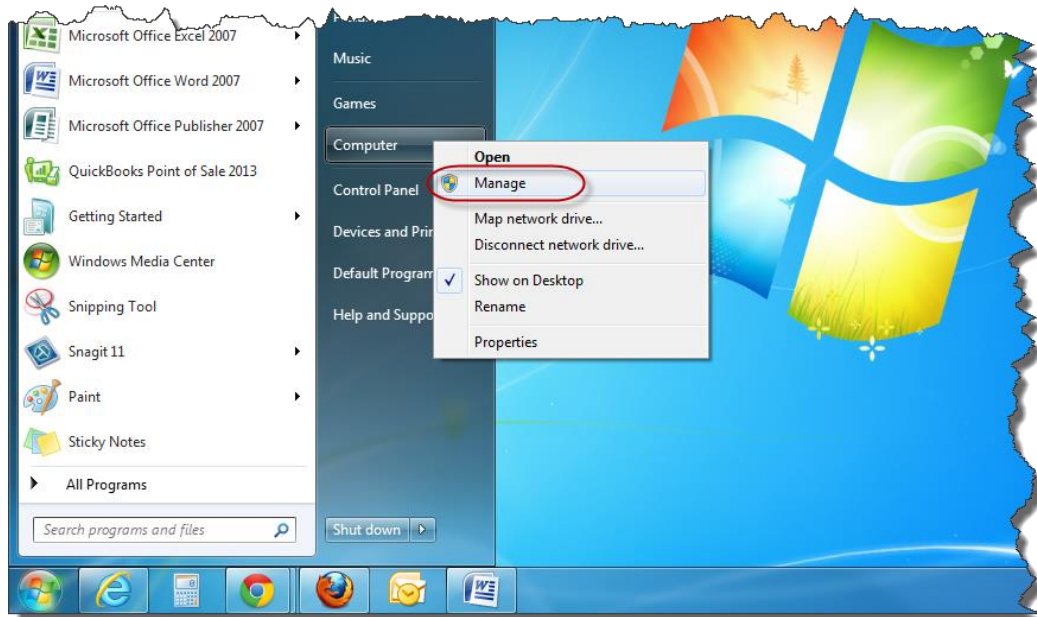 Microsoft Office Excel 2007
Microsoft Office Word 2007
Microsoft Office Publisher 2007
QuickBooks Point of Sale 2013
Getting Started
Windows Media Center
Snipping Tool
Snagit 11
Paint
Sticky Notes
All Programs
Search programs and files
Music
Games
Computer
Control Panel
Devices and Prin
Default Program
Help and Suppo
Shut down
Open
Manage
Map network drive...
Disconnect network drive...
Show on Desktop
Rename
Properties